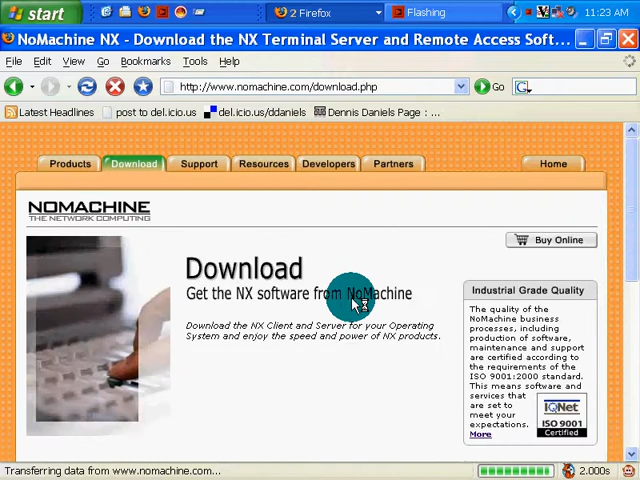 start
2 Firefox
Flashing
11:23 AM
NoMachine NX - Download the NX Terminal Server and Remote Access Soft...
File Edit View Go Bookmarks Tools Help
http://www.nomachine.com/download.php
Go
G
Latest Headlines post to del.icio.us del.icio.us/ddaniels Dennis Daniels Page : ...
Products Download Support Resources Developers Partners Home
NOMACHINE
THE NETWORK COMPUTING
Buy Online
Download
Get the NX software from NoMachine
Download the NX Client and Server for your Operating
System and enjoy the speed and power of NX products.
Industrial Grade Quality
The quality of the
NoMachine business
processes, including
production of software,
maintenance and support
are certified according to
the requirements of the
ISO 9001:2000 standard.
This means software and
services that
are set to
meet your
expectations.
More
IQNet
ISO 9001
Certified
Transferring data from www.nomachine.com...
2.000s